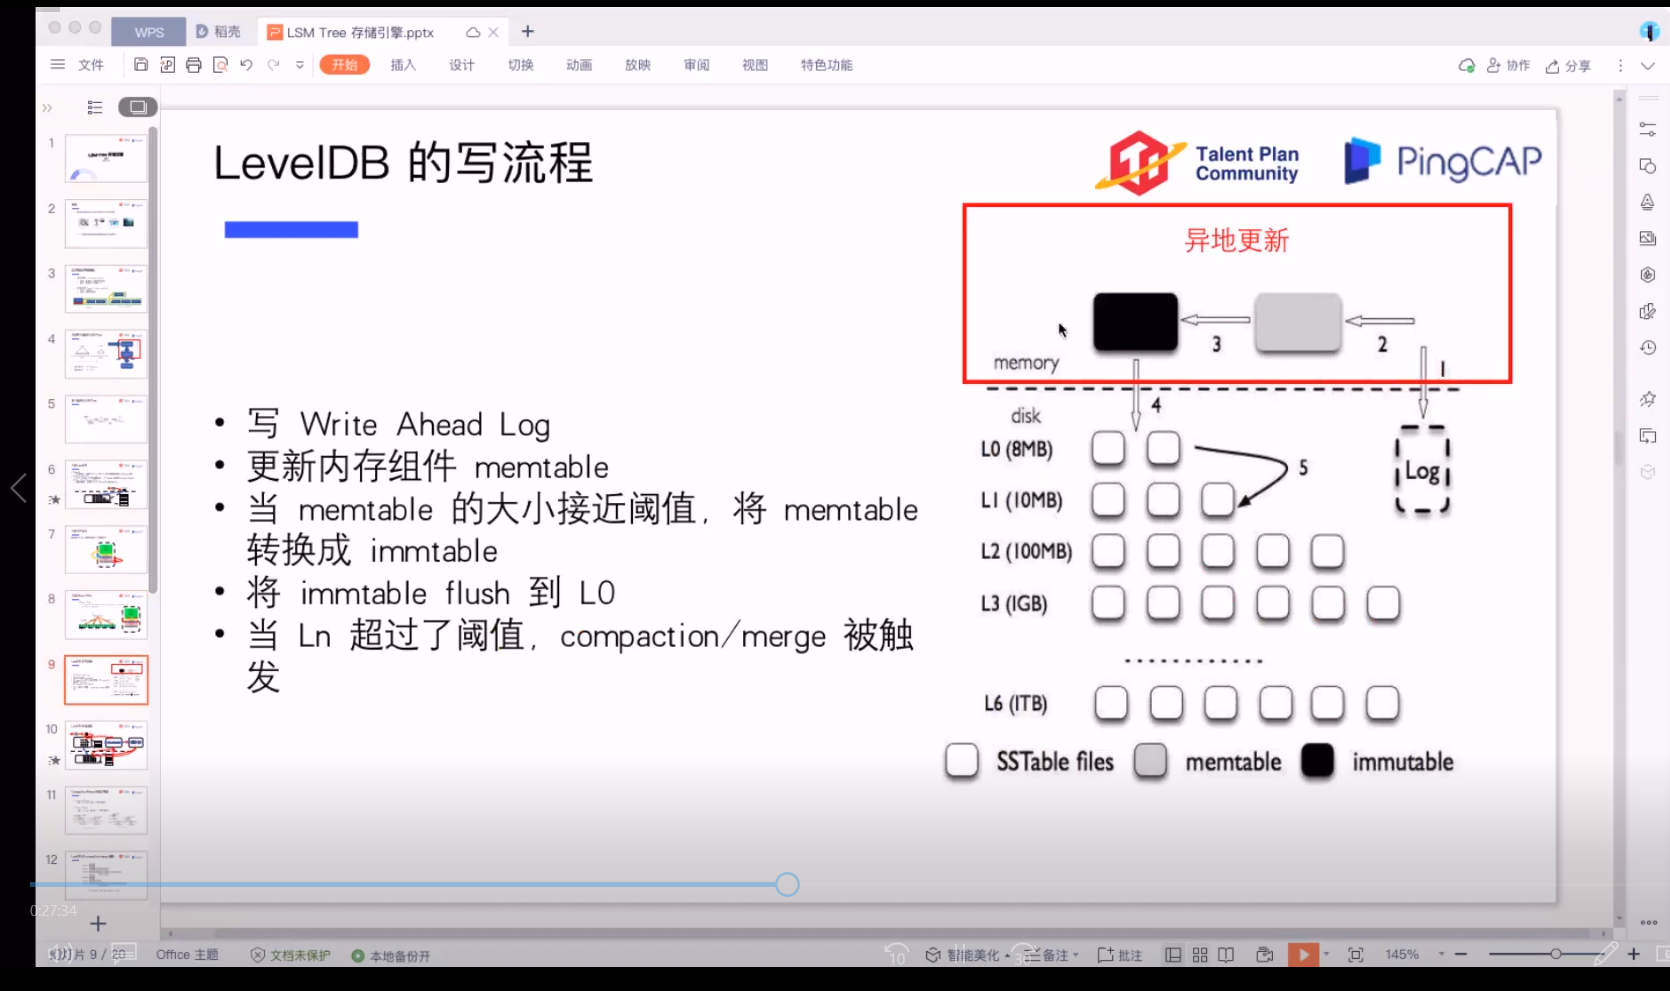 WPS
稻壳
LSM Tree 存储引擎.pptx
文件
开始
插入
设计
切换
动画
放映
审阅
视图
特色功能
协作
分享
LevelDB 的写流程
Talent Plan
Community
PingCAP
异地更新
3
2
memory
1
4
disk
L0 (8MB)
5
Log
L1 (10MB)
L2 (100MB)
L3 (1GB)
............
L6 (1TB)
SSTable files
memtable
immutable
• 写 Write Ahead Log
• 更新内存组件 memtable
• 当 memtable 的大小接近阈值，将 memtable
转换成 immtable
• 将 immtable flush 到 L0
• 当 Ln 超过了阈值，compaction/merge 被触
发
1
2
3
4
5
6
7
8
9
10
11
12
0:27:34
幻灯片 9 / 20
Office 主题
文档未保护
本地备份开
10
智能美化
30
备注
批注
145%